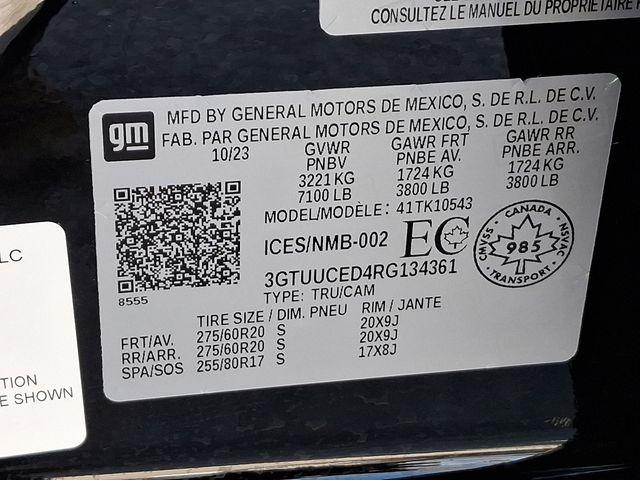 CONSULTEZ LE MANUEL DU PROPRIÉTAIRE
gm
MFD BY GENERAL MOTORS DE MEXICO, S. DE R.L. DE C.V.
FAB. PAR GENERAL MOTORS DE MEXICO, S. DE R.L. DE C.V.
10/23 GVWR GAWR FRT GAWR RR
PNBV PNBE AV. PNBE ARR.
3221 KG 1724 KG 1724 KG
7100 LB 3800 LB 3800 LB
MODEL/MODÈLE: 41TK10543
ICES/NMB-002 EC
CANADA
CMVSS 985 NSVAC
TRANSPORT
3GTUUCED4RG134361
8555
TYPE: TRU/CAM
TIRE SIZE / DIM. PNEU RIM / JANTE
FRT/AV. 275/60R20 S 20X9J
RR/ARR. 275/60R20 S 20X9J
SPA/SOS 255/80R17 S 17X8J
LC
TION
E SHOWN